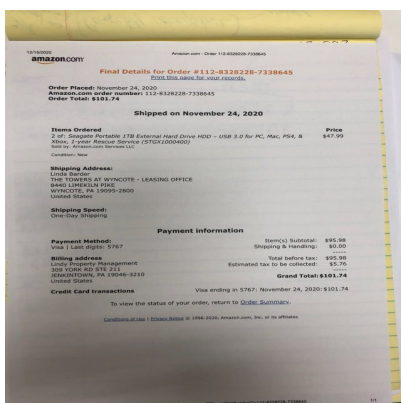 12/16/2020
Amazon.com - Order 112-8328228-7338645
amazon.com
Final Details for Order #112-8328228-7338645
Print this page for your records.
Order Placed: November 24, 2020
Amazon.com order number: 112-8328228-7338645
Order Total: $101.74
Shipped on November 24, 2020
Items Ordered Price
2 of: Seagate Portable 1TB External Hard Drive HDD – USB 3.0 for PC, Mac, PS4, & $47.99
Xbox, 1-year Rescue Service (STGX1000400)
Sold by: Amazon.com Services LLC
Condition: New
Shipping Address:
Linda Barder
THE TOWERS AT WYNCOTE - LEASING OFFICE
8440 LIMEKILN PIKE
WYNCOTE, PA 19095-2800
United States
Shipping Speed:
One-Day Shipping
Payment information
Payment Method:
Visa | Last digits: 5767
Item(s) Subtotal: $95.98
Shipping & Handling: $0.00
-----
Total before tax: $95.98
Estimated tax to be collected: $5.76
-----
Grand Total: $101.74
Billing address
Lindy Property Management
309 YORK RD STE 211
JENKINTOWN, PA 19046-3210
United States
Credit Card transactions Visa ending in 5767: November 24, 2020: $101.74
To view the status of your order, return to Order Summary.
Conditions of Use | Privacy Notice © 1996-2020, Amazon.com, Inc. or its affiliates
1/1